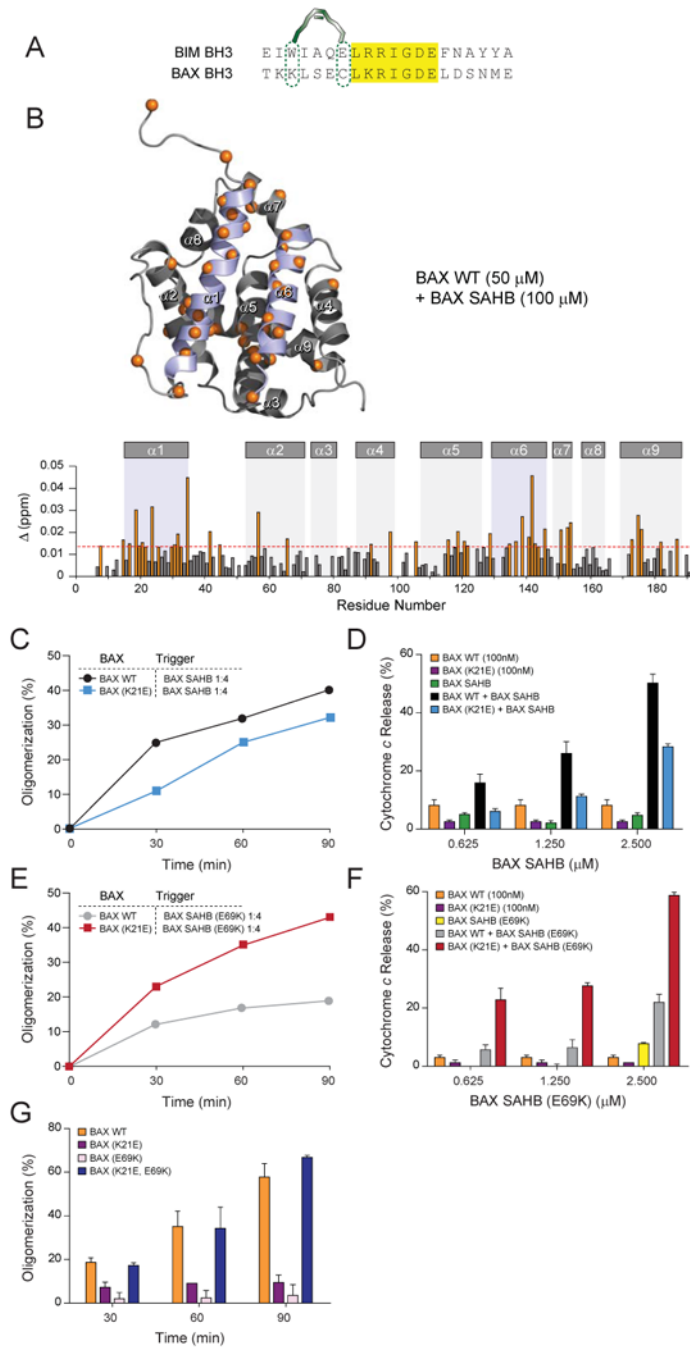 A
BIM BH3 EIWIAQELRRIGDEFNAYYA
BAX BH3 TKKLSECLKRIGDELDSNME
B
α7
α8
α2
α1
α5
α6
α4
α9
α3
BAX WT (50 μM)
+ BAX SAHB (100 μM)
α1 α2 α3 α4 α5 α6 α7 α8 α9
0.05
0.04
0.03
0.02
0.01
0
Δ (ppm)
0 20 40 60 80 100 120 140 160 180
Residue Number
C
BAX Trigger
BAX WT BAX SAHB 1:4
BAX (K21E) BAX SAHB 1:4
50
40
30
20
10
0
Oligomerization (%)
0 30 60 90
Time (min)
D
BAX WT (100nM)
BAX (K21E) (100nM)
BAX SAHB
BAX WT + BAX SAHB
BAX (K21E) + BAX SAHB
60
40
20
0
Cytochrome c Release (%)
0.625 1.250 2.500
BAX SAHB (μM)
E
BAX Trigger
BAX WT BAX SAHB (E69K) 1:4
BAX (K21E) BAX SAHB (E69K) 1:4
50
40
30
20
10
0
Oligomerization (%)
0 30 60 90
Time (min)
F
BAX WT (100nM)
BAX (K21E) (100nM)
BAX SAHB (E69K)
BAX WT + BAX SAHB (E69K)
BAX (K21E) + BAX SAHB (E69K)
60
40
20
0
Cytochrome c Release (%)
0.625 1.250 2.500
BAX SAHB (E69K) (μM)
G
BAX WT
BAX (K21E)
BAX (E69K)
BAX (K21E, E69K)
80
60
40
20
0
Oligomerization (%)
30 60 90
Time (min)